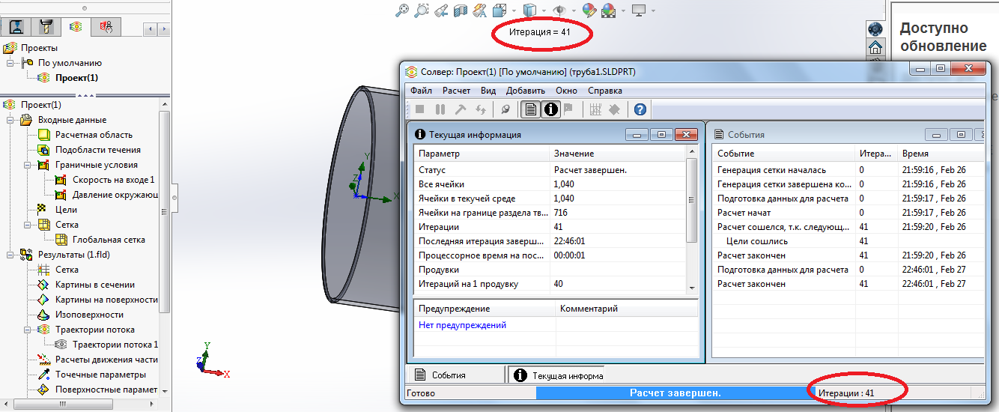 Итерация = 41
Доступно
обновление
Проекты
По умолчанию
Проект(1)
Проект(1)
Входные данные
Расчетная область
Подобласти течения
Граничные условия
Скорость на входе 1
Давление окружающ
Цели
Сетка
Глобальная сетка
Результаты (1.fld)
Сетка
Картины в сечении
Картины на поверхности
Изоповерхности
Траектории потока
Траектории потока 1
Расчеты движения части
Точечные параметры
Поверхностные парамет
Y
Z
X
Y
Z
X
Солвер: Проект(1) [По умолчанию] (труба1.SLDPRT)
Файл Расчет Вид Добавить Окно Справка
Текущая информация
Параметр Значение
Статус Расчет завершен.
Все ячейки 1,040
Ячейки в текучей среде 1,040
Ячейки на границе раздела тв... 716
Итерации 41
Последняя итерация заверш... 22:46:01
Процессорное время на пос... 00:00:01
Продувки
Итераций на 1 продувку 40
Предупреждение Комментарий
Нет предупреждений
События
Событие Итера... Время
Генерация сетки началась 0 21:59:16 , Feb 26
Генерация сетки завершена ко... 0 21:59:16 , Feb 26
Подготовка данных для расчета 0 21:59:17 , Feb 26
Расчет начат 0 21:59:17 , Feb 26
Расчет сошелся, т.к. следующ... 41 21:59:20 , Feb 26
Цели сошлись 41
Расчет закончен 41 21:59:20 , Feb 26
Подготовка данных для расчета 0 22:46:01 , Feb 27
Расчет закончен 41 22:46:01 , Feb 27
События Текущая информа
Готово Расчет завершен. Итерации : 41